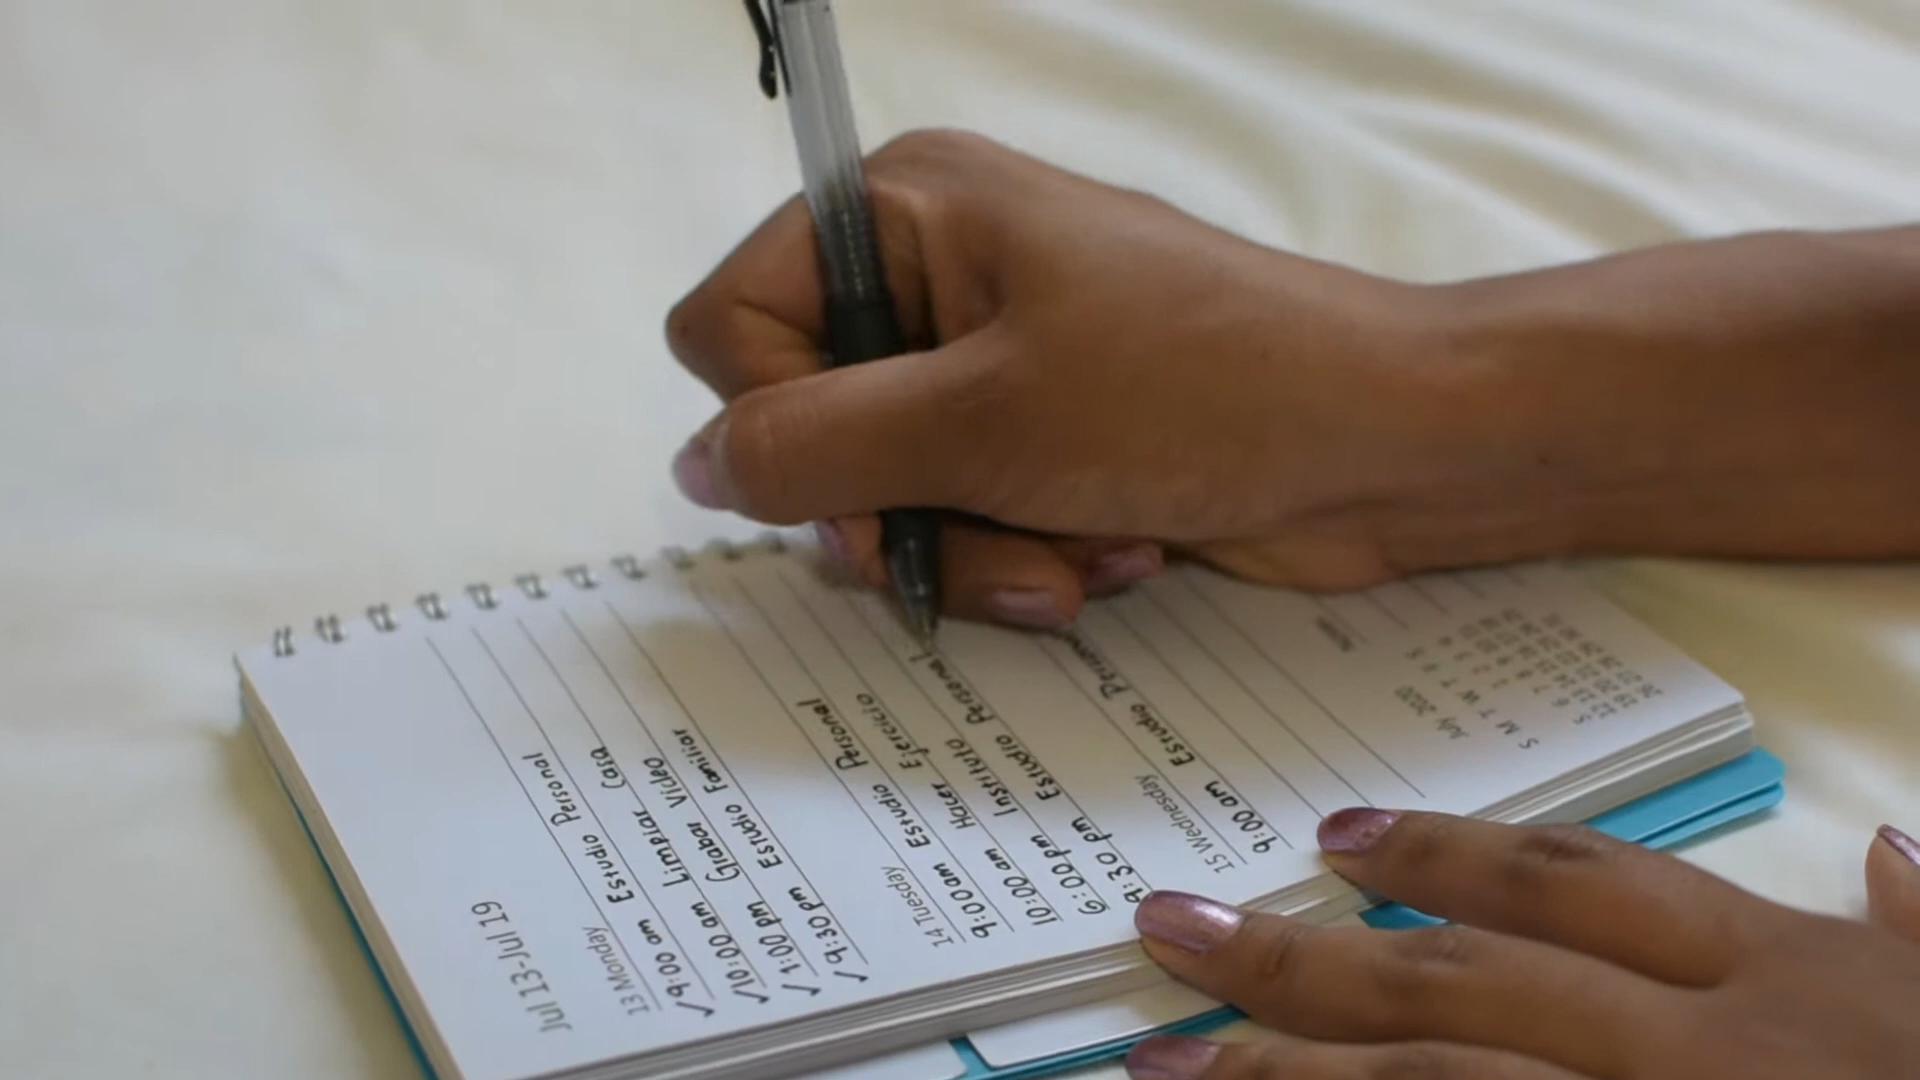 Jul 13-Jul 19
13 Monday
✓ 9:00 am Estudio Personal
✓ 10:00 am Limpiar Casa
✓ 1:00 pm Grabar Video
✓ 9:30 pm Estudio Familiar
14 Tuesday
9:00 am Estudio Personal
10:00 am Hacer Ejercicio
6:00 pm Instituto
9:30 pm Estudio Personal
15 Wednesday
9:00 am Estudio
July 2020
S M T W T F S